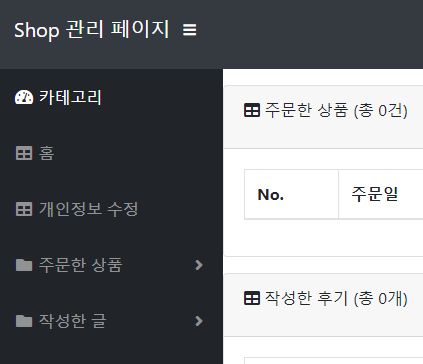 Shop 관리 페이지
카테고리
홈
개인정보 수정
주문한 상품
작성한 글
주문한 상품 (총 0건)
No. 주문일
작성한 후기 (총 0개)